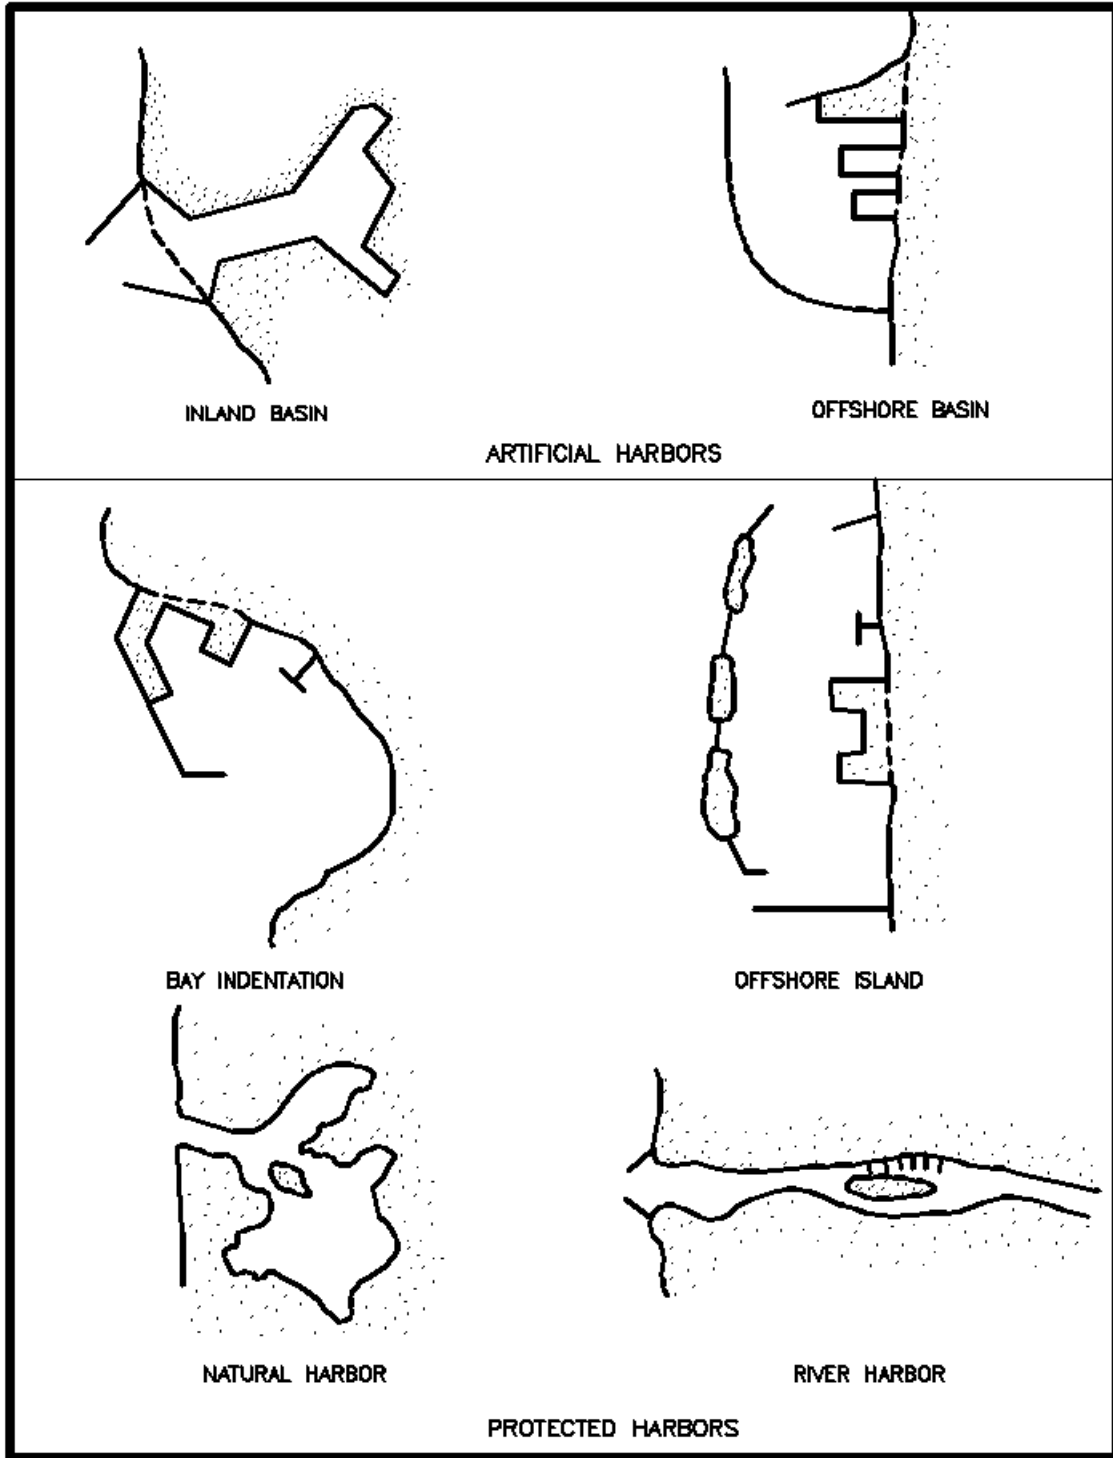 INLAND BASIN
OFFSHORE BASIN
ARTIFICIAL HARBORS
BAY INDENTATION
OFFSHORE ISLAND
NATURAL HARBOR
RIVER HARBOR
PROTECTED HARBORS